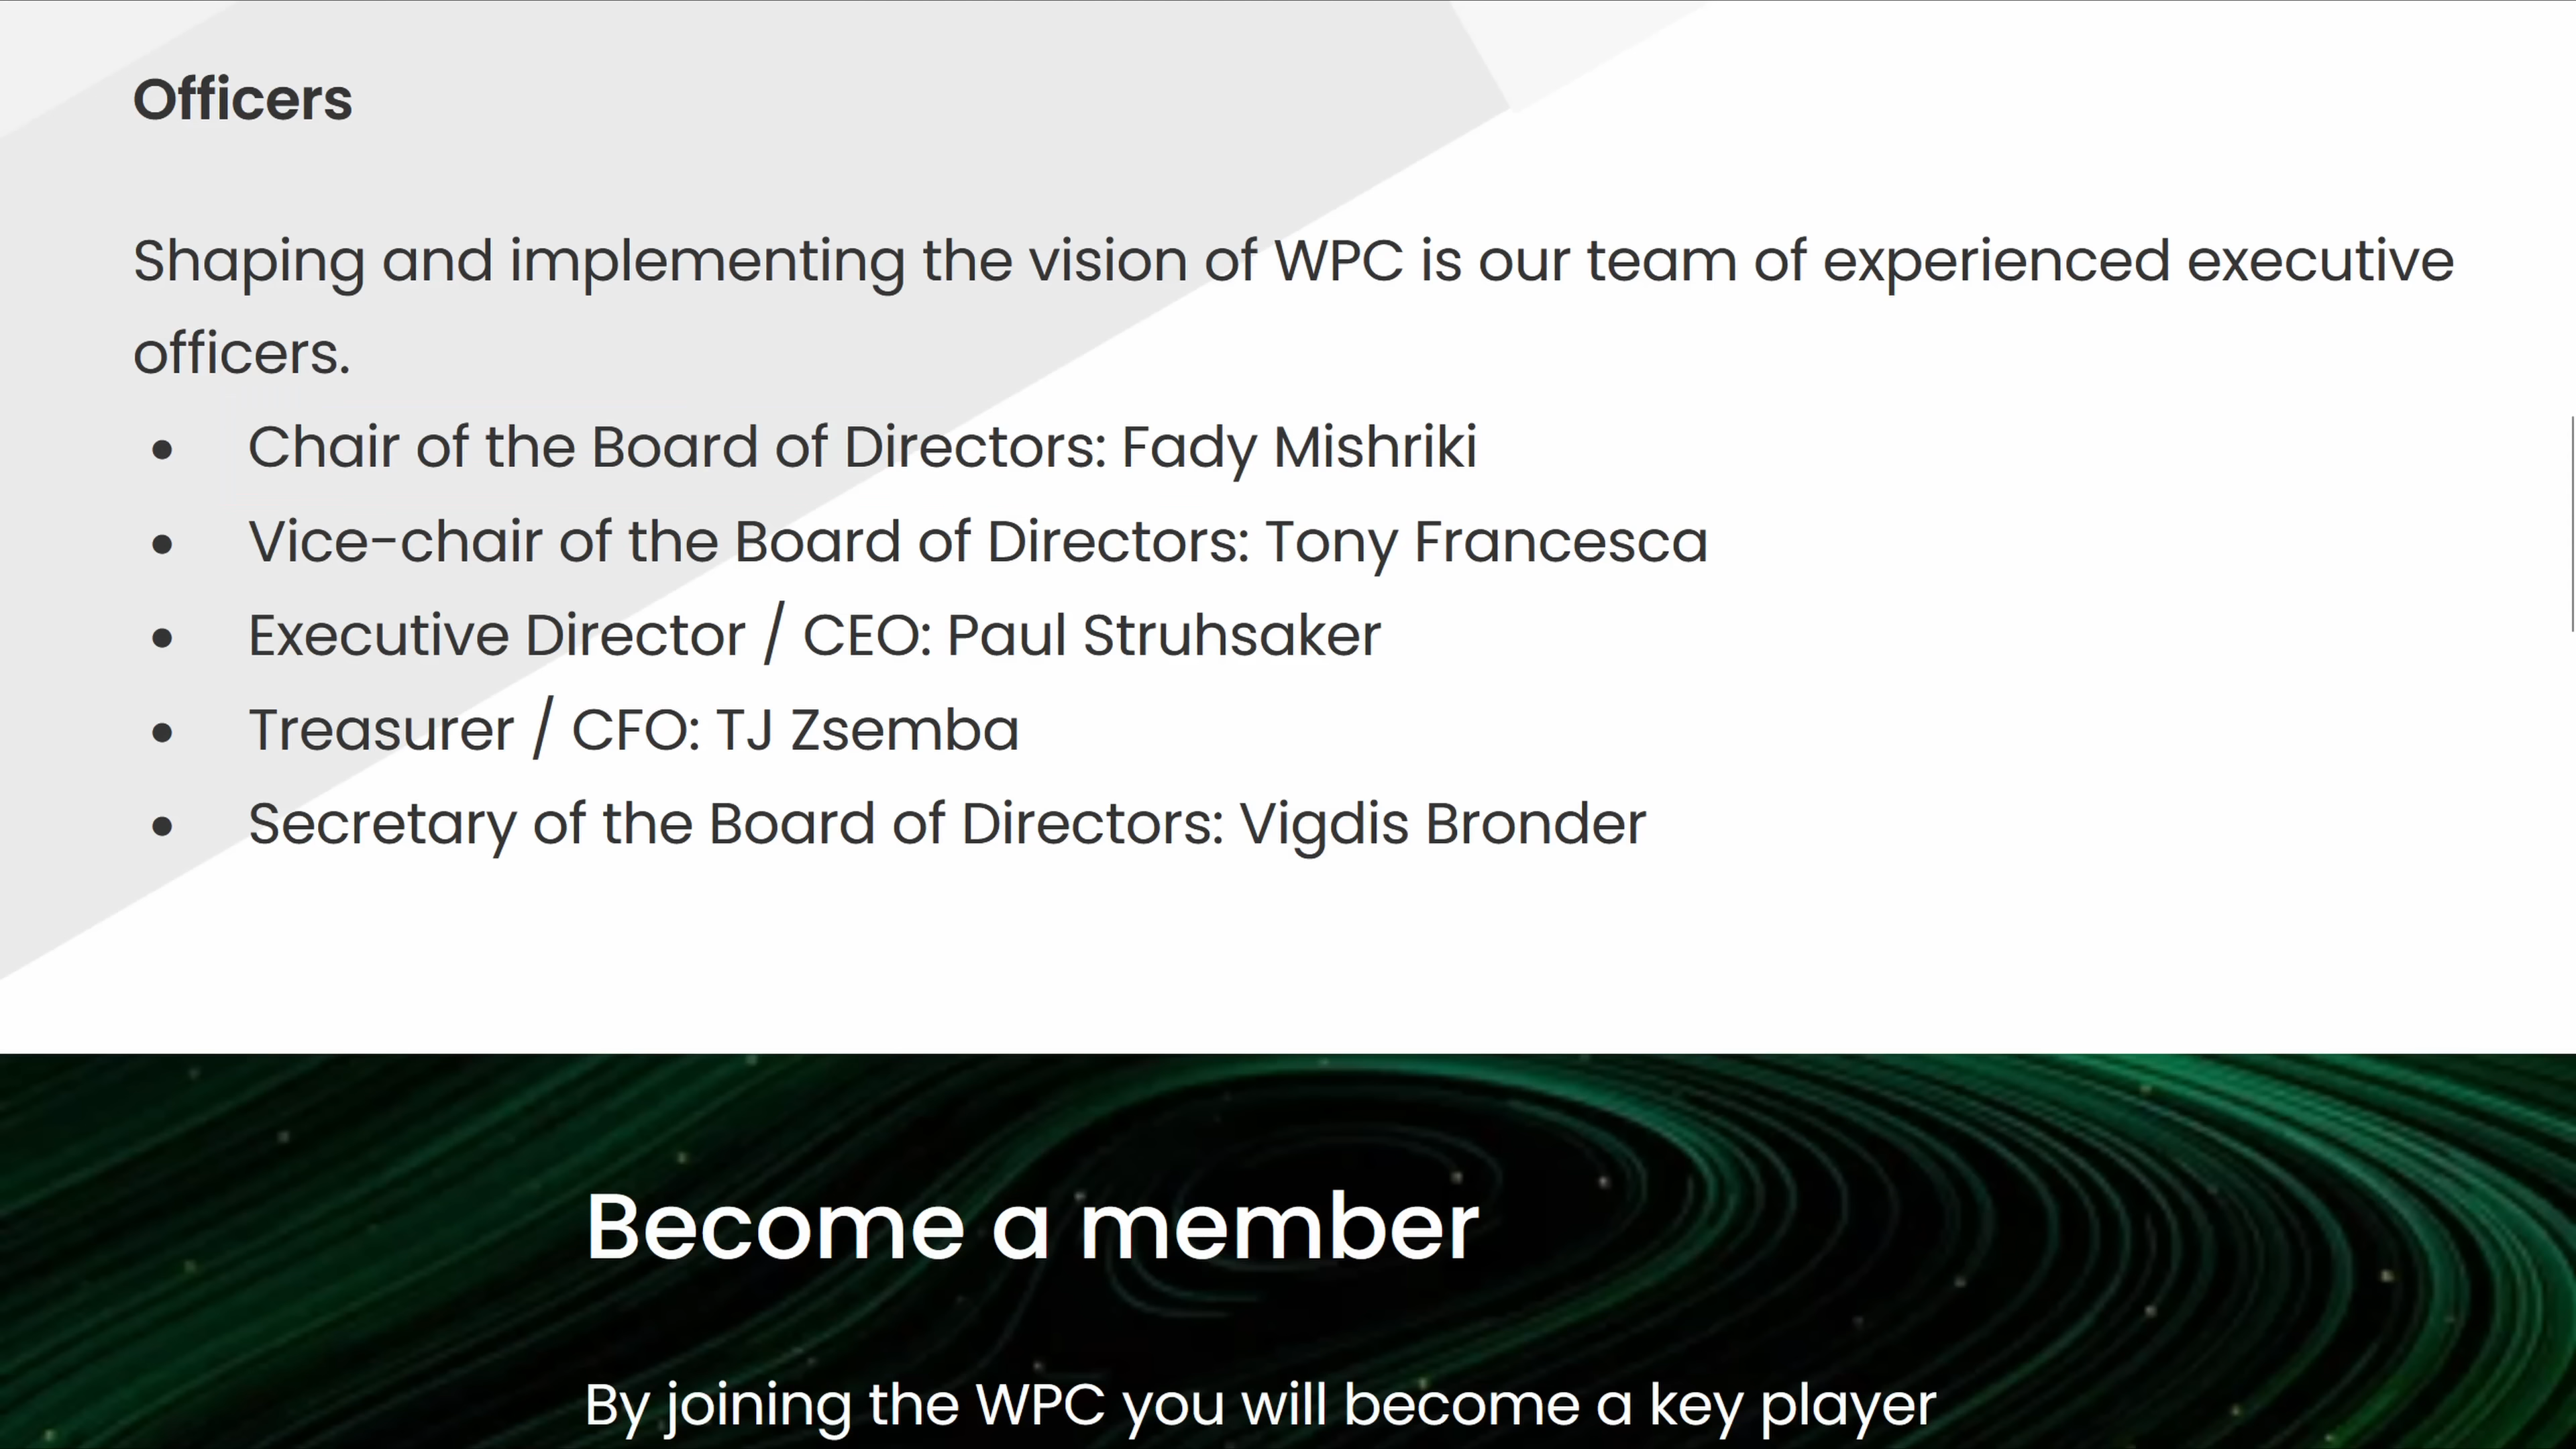 Officers
Shaping and implementing the vision of WPC is our team of experienced executive
officers.
• Chair of the Board of Directors: Fady Mishriki
• Vice-chair of the Board of Directors: Tony Francesca
• Executive Director / CEO: Paul Struhsaker
• Treasurer / CFO: TJ Zsemba
• Secretary of the Board of Directors: Vigdis Bronder
Become a member
By joining the WPC you will become a key player